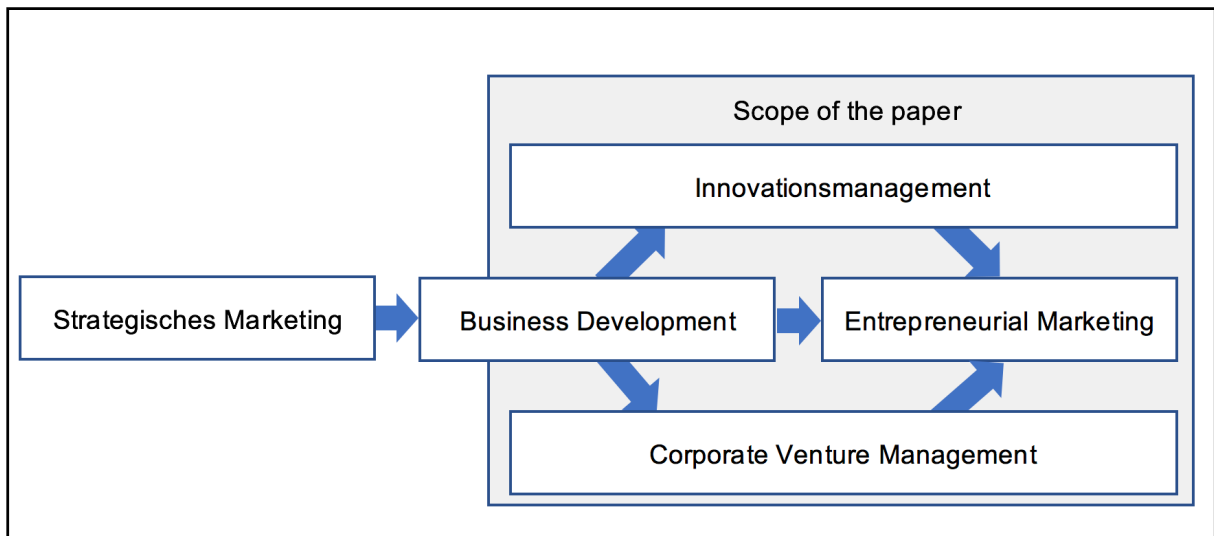 Scope of the paper
Innovationsmanagement
Strategisches Marketing
Business Development
Entrepreneurial Marketing
Corporate Venture Management